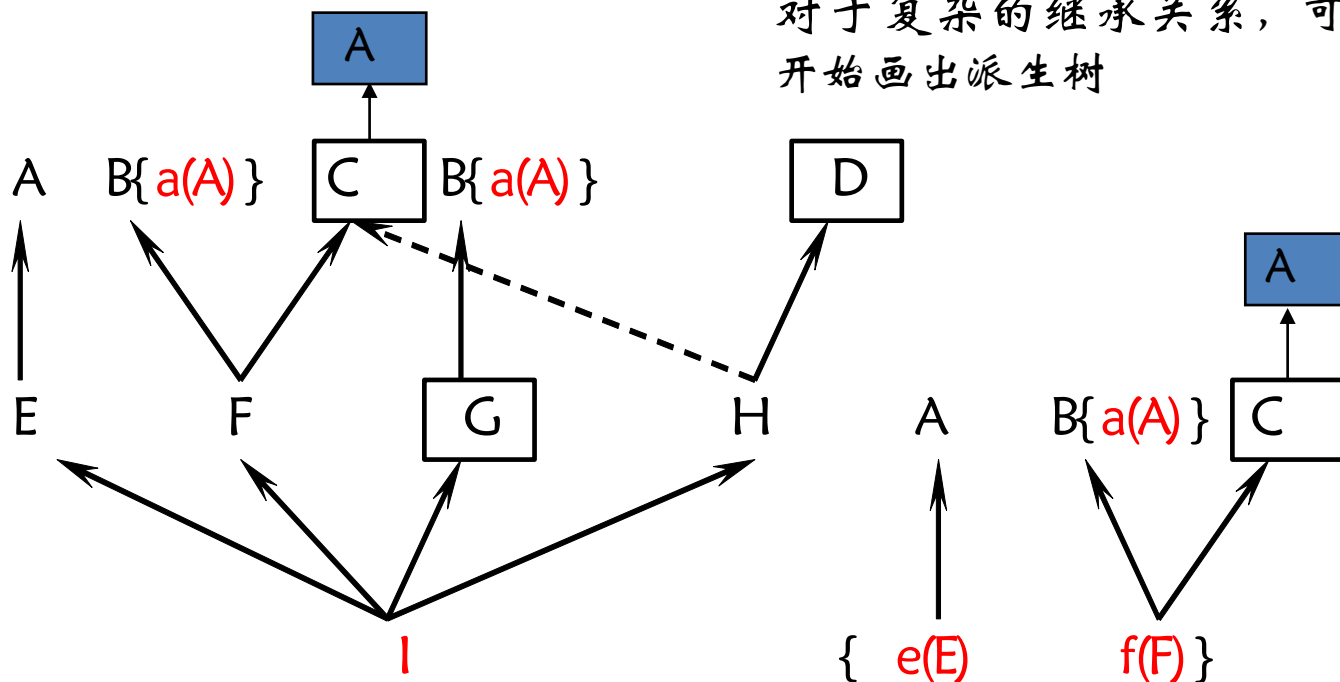 对于复杂的继承关系，可
开始画出派生树
A
A B{ a(A) } C B{ a(A) } D
A
E F G H A B{ a(A) } C
I { e(E) f(F) }